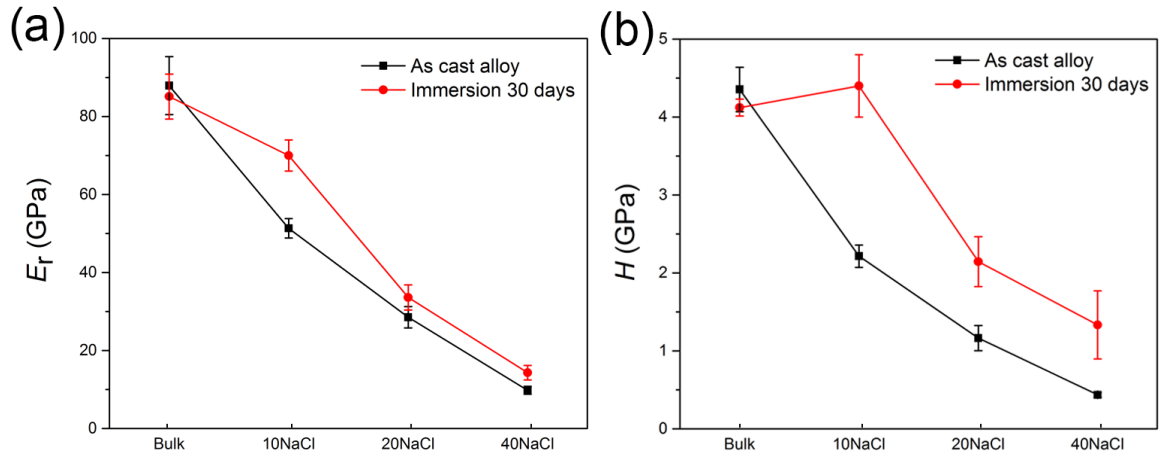 (a)
100
80
60
40
20
0
Er (GPa)
As cast alloy
Immersion 30 days
Bulk 10NaCl 20NaCl 40NaCl
(b)
5
4
3
2
1
0
H (GPa)
As cast alloy
Immersion 30 days
Bulk 10NaCl 20NaCl 40NaCl